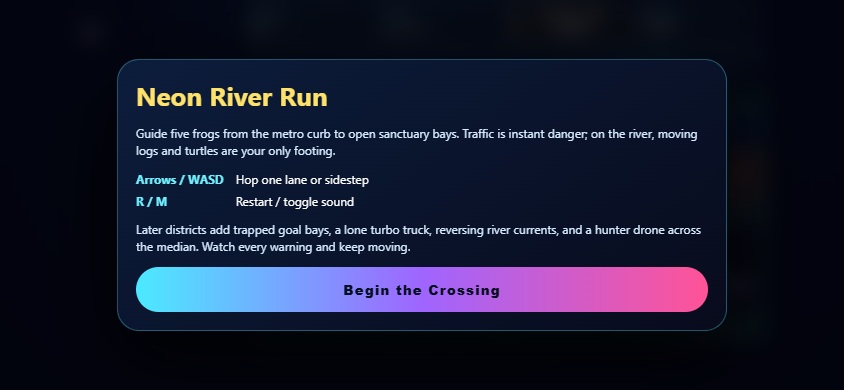 Neon River Run
Guide five frogs from the metro curb to open sanctuary bays. Traffic is instant danger; on the river, moving
logs and turtles are your only footing.
Arrows / WASD Hop one lane or sidestep
R / M Restart / toggle sound
Later districts add trapped goal bays, a lone turbo truck, reversing river currents, and a hunter drone across
the median. Watch every warning and keep moving.
Begin the Crossing